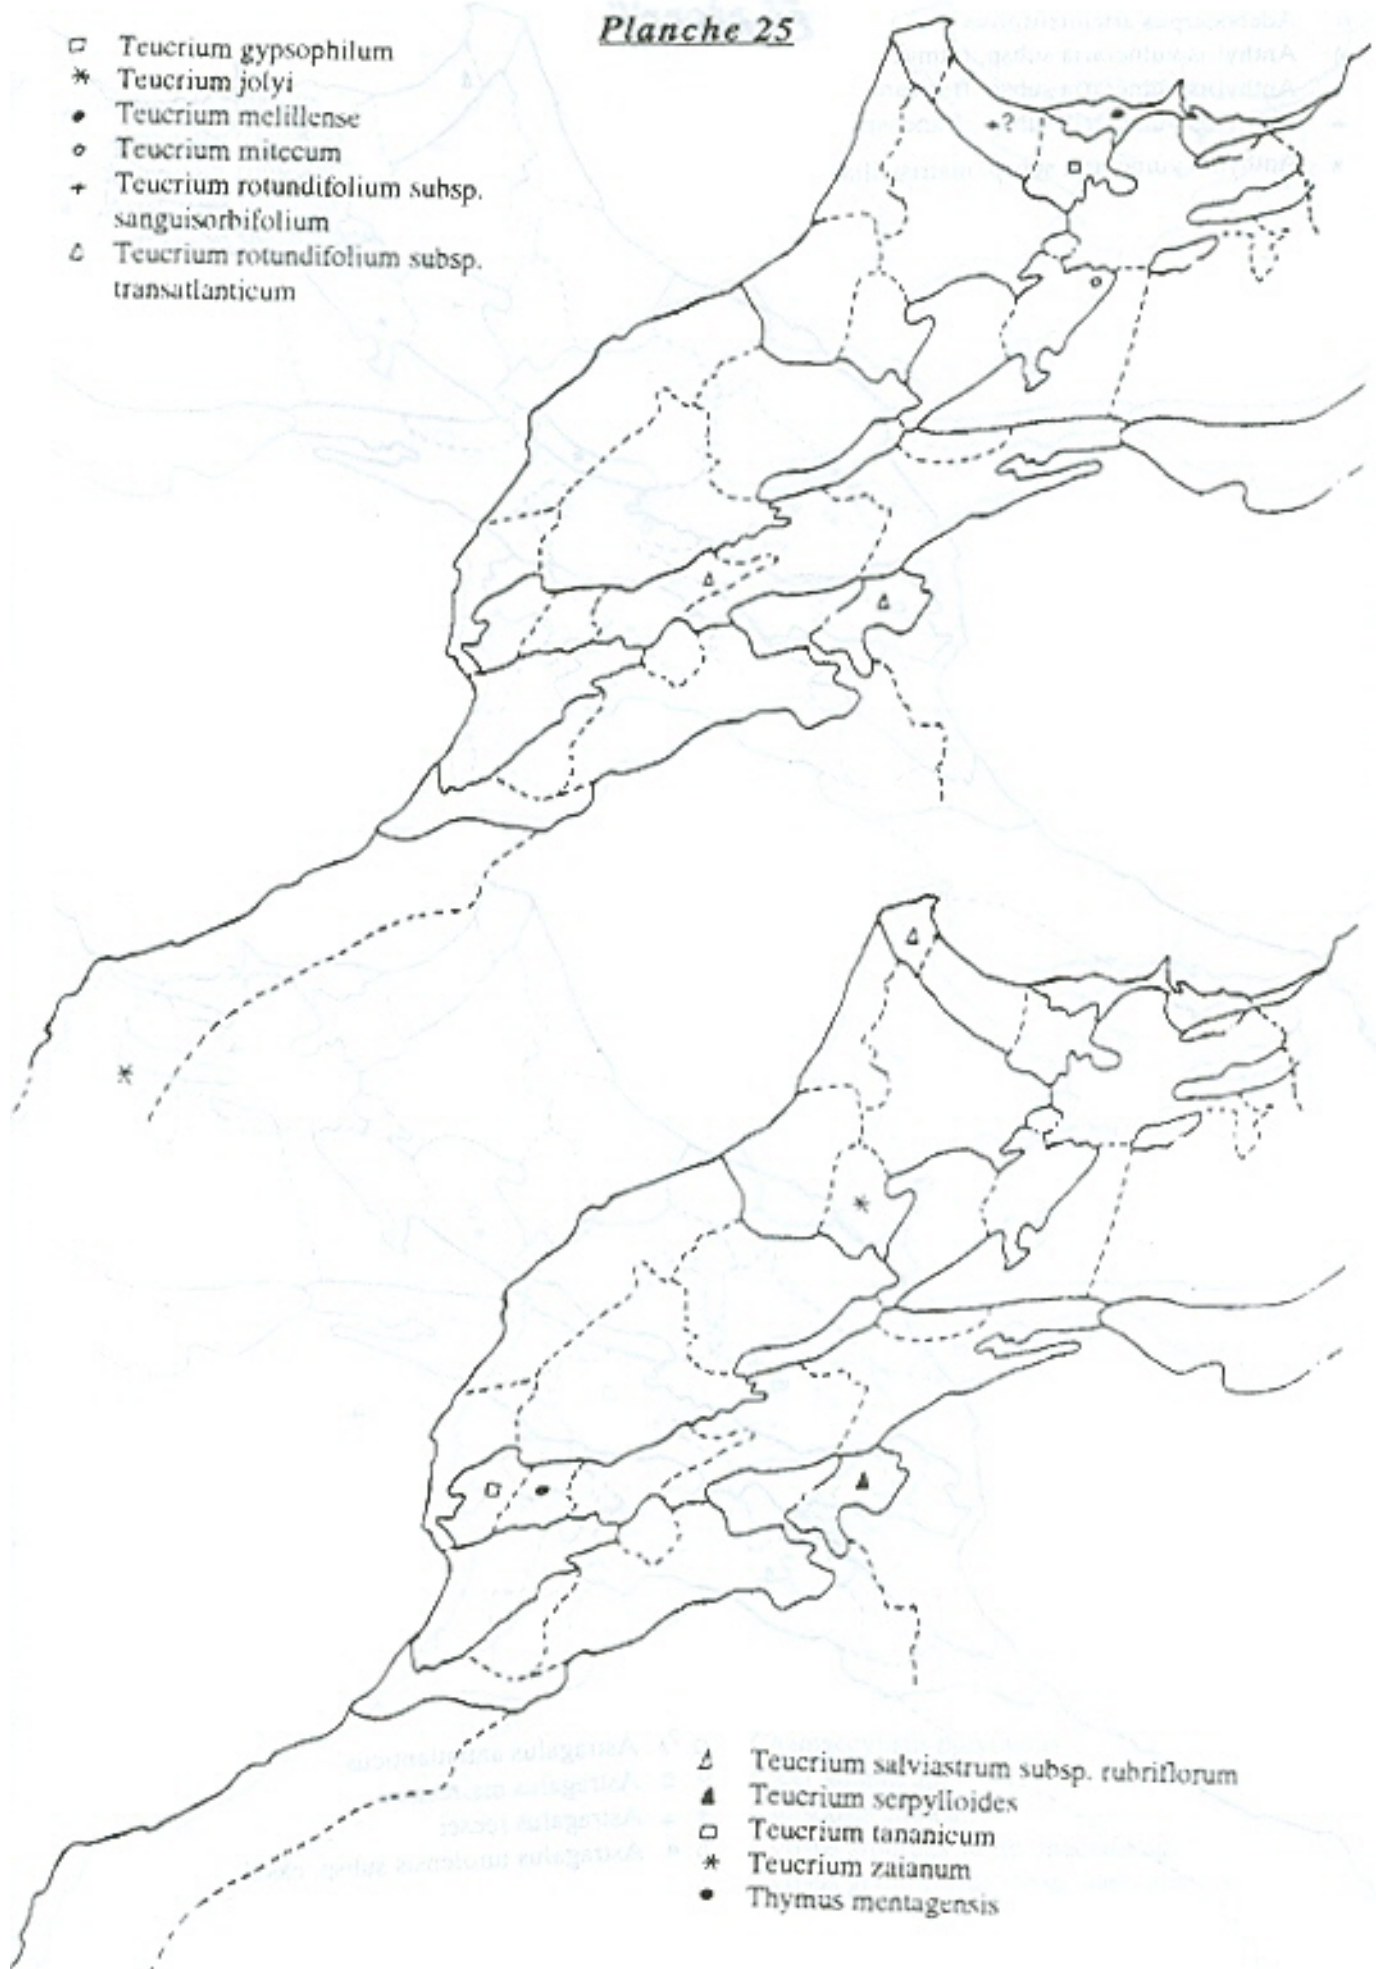 Planche 25
Teucrium gypsophilum
Teucrium jolyi
Teucrium melillense
Teucrium mitecum
Teucrium rotundifolium subsp.
sanguisorbifolium
Teucrium rotundifolium subsp.
transatlanticum
+?
Teucrium salviastrum subsp. rubriflorum
Teucrium serpylloides
Teucrium tananicum
Teucrium zaianum
Thymus mentagensis